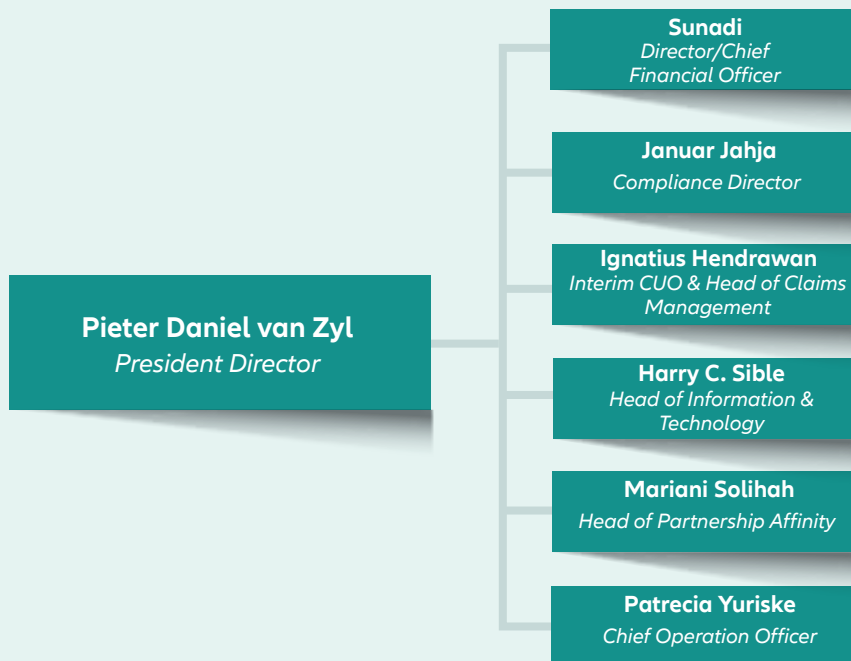 Sunadi
Director/Chief
Financial Officer
Januar Jahja
Compliance Director
Ignatius Hendrawan
Interim CUO & Head of Claims
Management
Pieter Daniel van Zyl
President Director
Harry C. Sible
Head of Information &
Technology
Mariani Solihah
Head of Partnership Affinity
Patrecia Yuriske
Chief Operation Officer